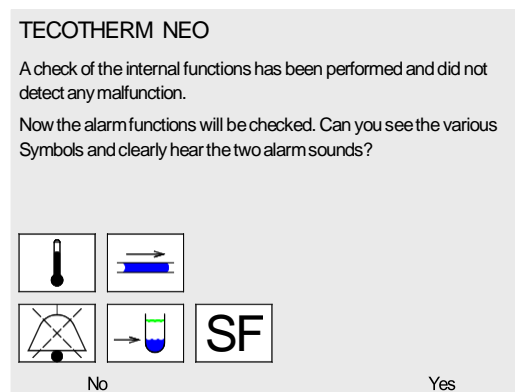 TECOTHERM NEO
A check of the internal functions has been performed and did not
detect any malfunction.
Now the alarm functions will be checked. Can you see the various
Symbols and clearly hear the two alarm sounds?
SF
No Yes